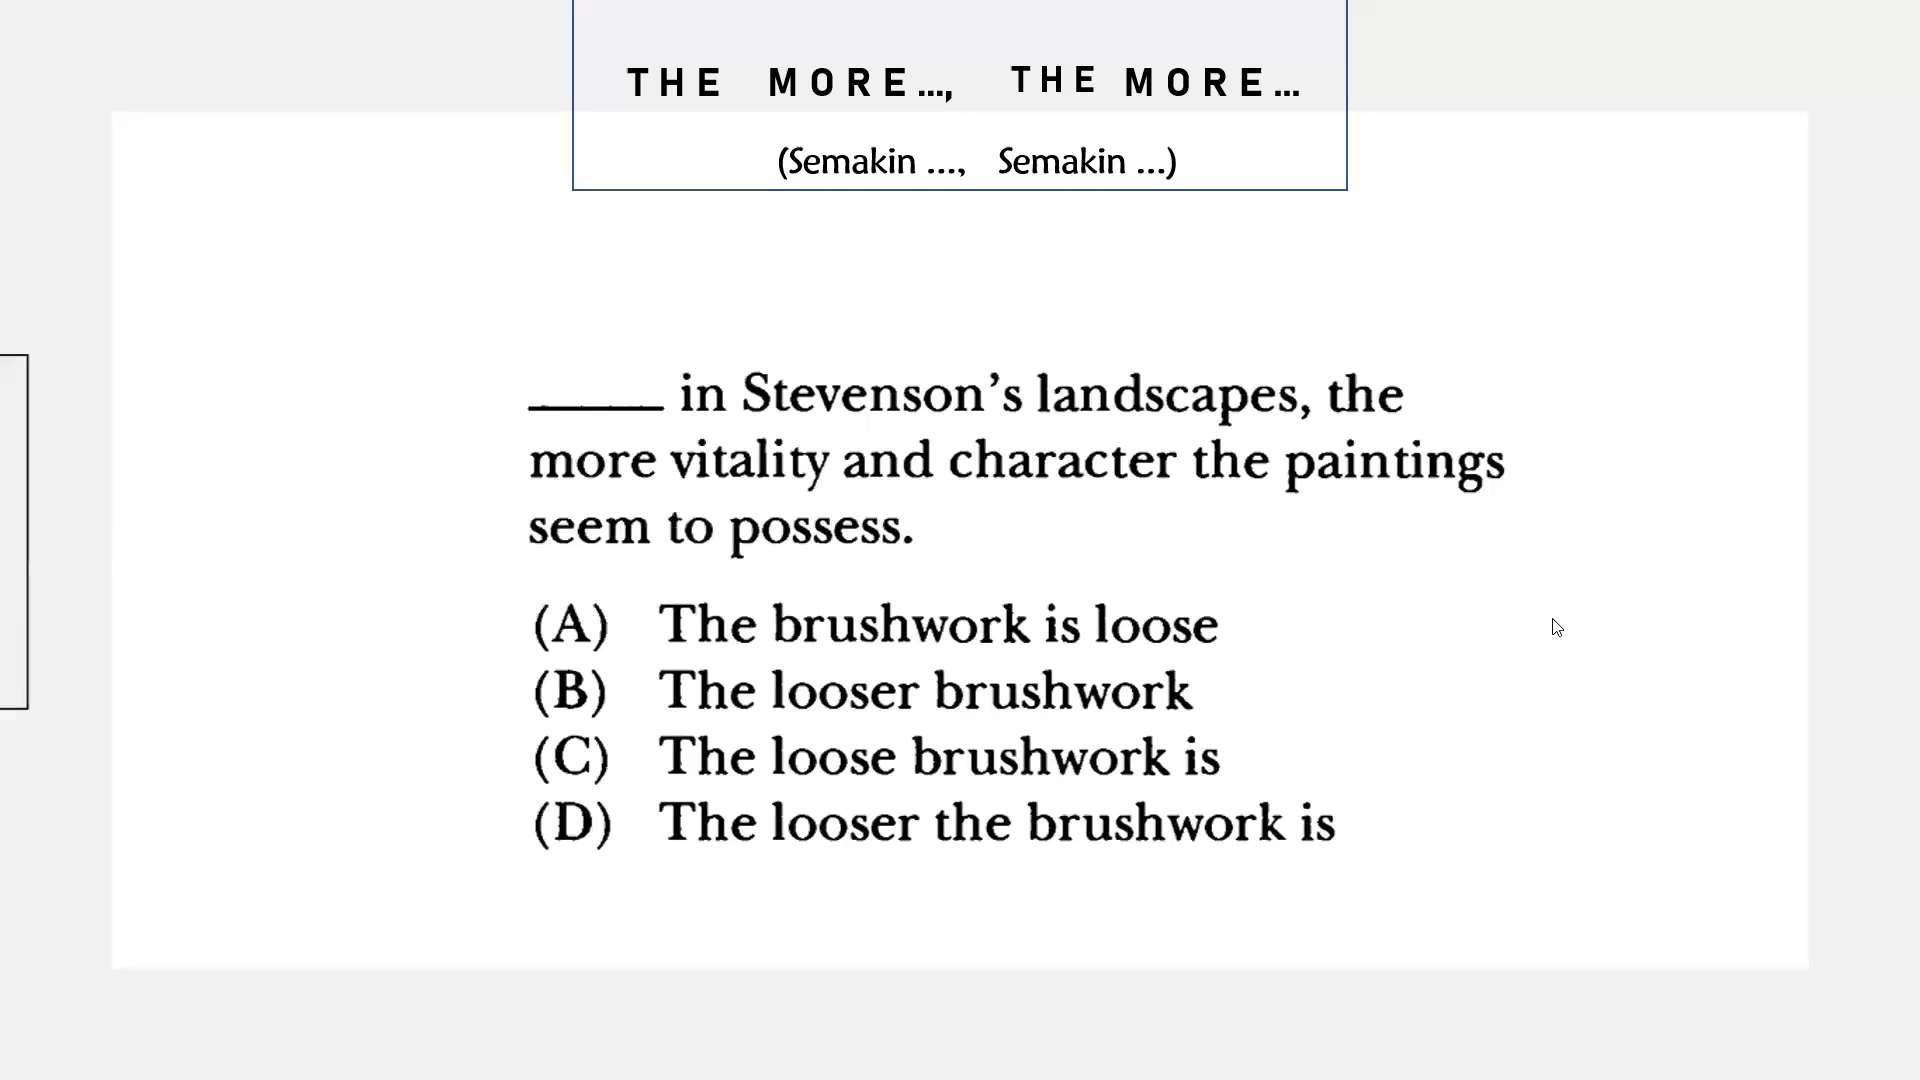 THE MORE..., THE MORE...
(Semakin ..., Semakin ...)
_____ in Stevenson’s landscapes, the
more vitality and character the paintings
seem to possess.
(A) The brushwork is loose
(B) The looser brushwork
(C) The loose brushwork is
(D) The looser the brushwork is